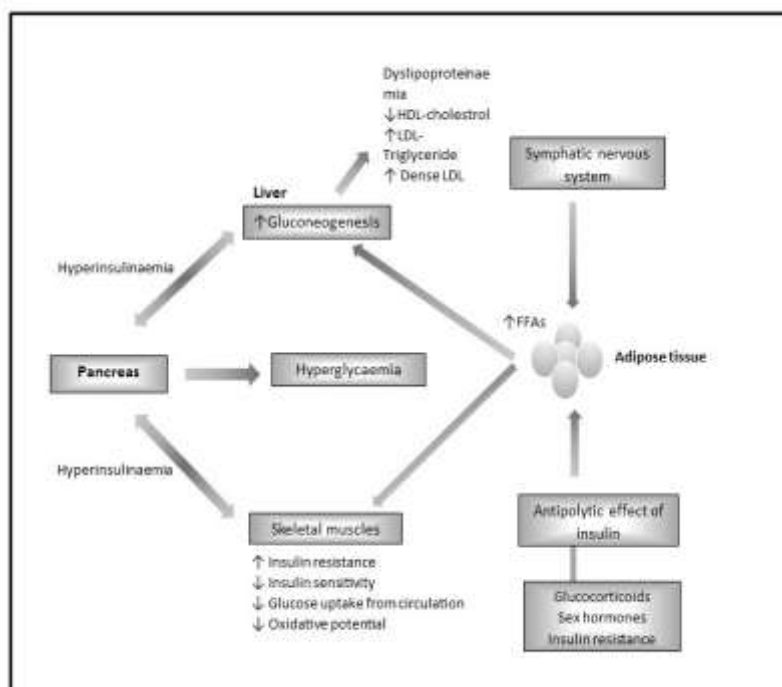 Dyslipoproteinae
mia
↓HDL-cholestrol
↑LDL-
Triglyceride
↑ Dense LDL
Symphatic nervous
system
Liver
↑Gluconeogenesis
Hyperinsulinaemia
↑FFAs
Adipose tissue
Pancreas
Hyperglycaemia
Hyperinsulinaemia
Skeletal muscles
↑ Insulin resistance
↓ Insulin sensitivity
↓ Glucose uptake from circulation
↓ Oxidative potential
Antipolytic effect of
insulin
Glucocorticoids
Sex hormones
Insulin resistance